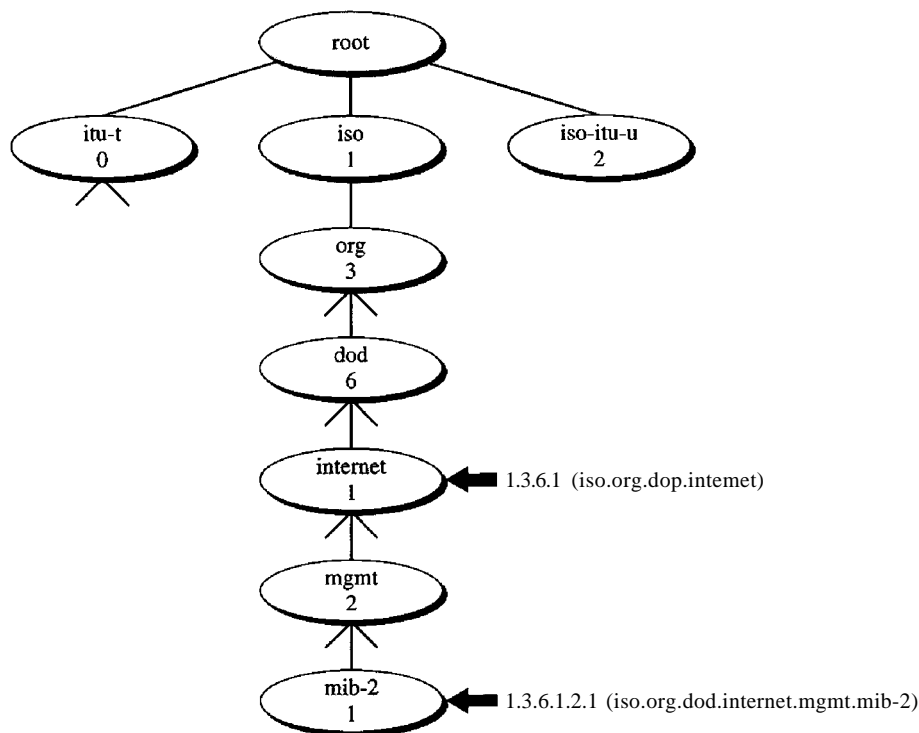 root
itu-t
0
iso
1
iso-itu-u
2
org
3
dod
6
internet
1
1.3.6.1 (iso.org.dop.intemet)
mgmt
2
mib-2
1
1.3.6.1.2.1 (iso.org.dod.internet.mgmt.mib-2)